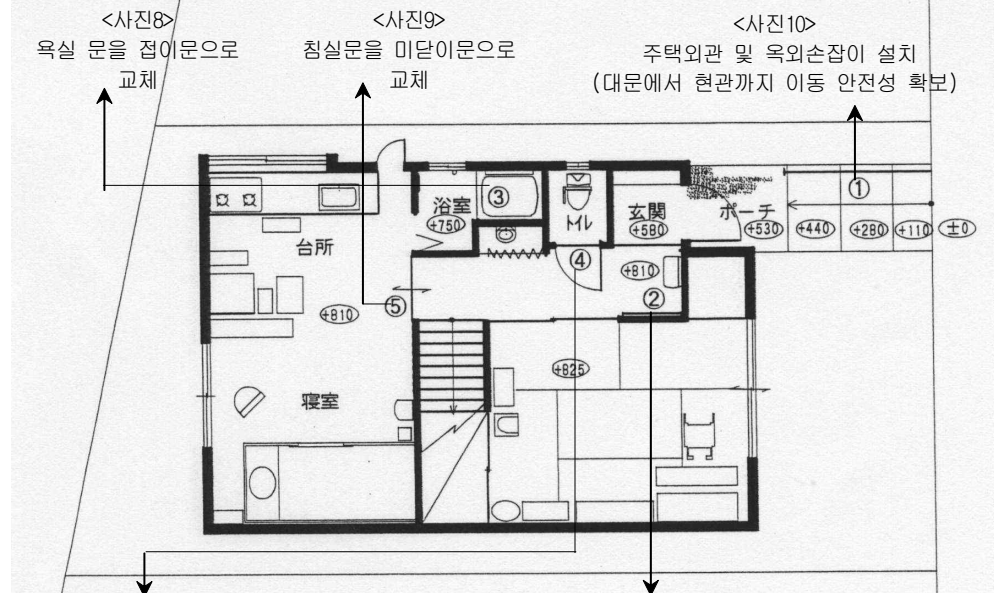 <사진8>
욕실 문을 접이문으로
교체
<사진9>
침실문을 미닫이문으로
교체
<사진10>
주택외관 및 옥외손잡이 설치
(대문에서 현관까지 이동 안전성 확보)
③
①
浴室
トイレ
玄関
ポーチ
+750
+580
+530
+440
+280
+110
±0
台所
④
+810
②
⑤
+810
+825
寝室